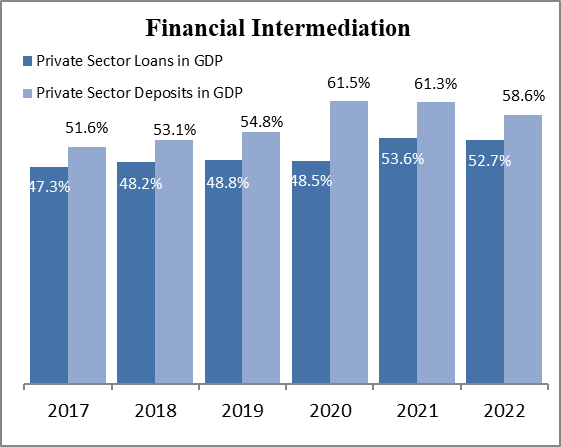 Financial Intermediation
Private Sector Loans in GDP
Private Sector Deposits in GDP
51.6% 53.1% 54.8% 61.5% 61.3% 58.6%
47.3% 48.2% 48.8% 48.5% 53.6% 52.7%
2017 2018 2019 2020 2021 2022